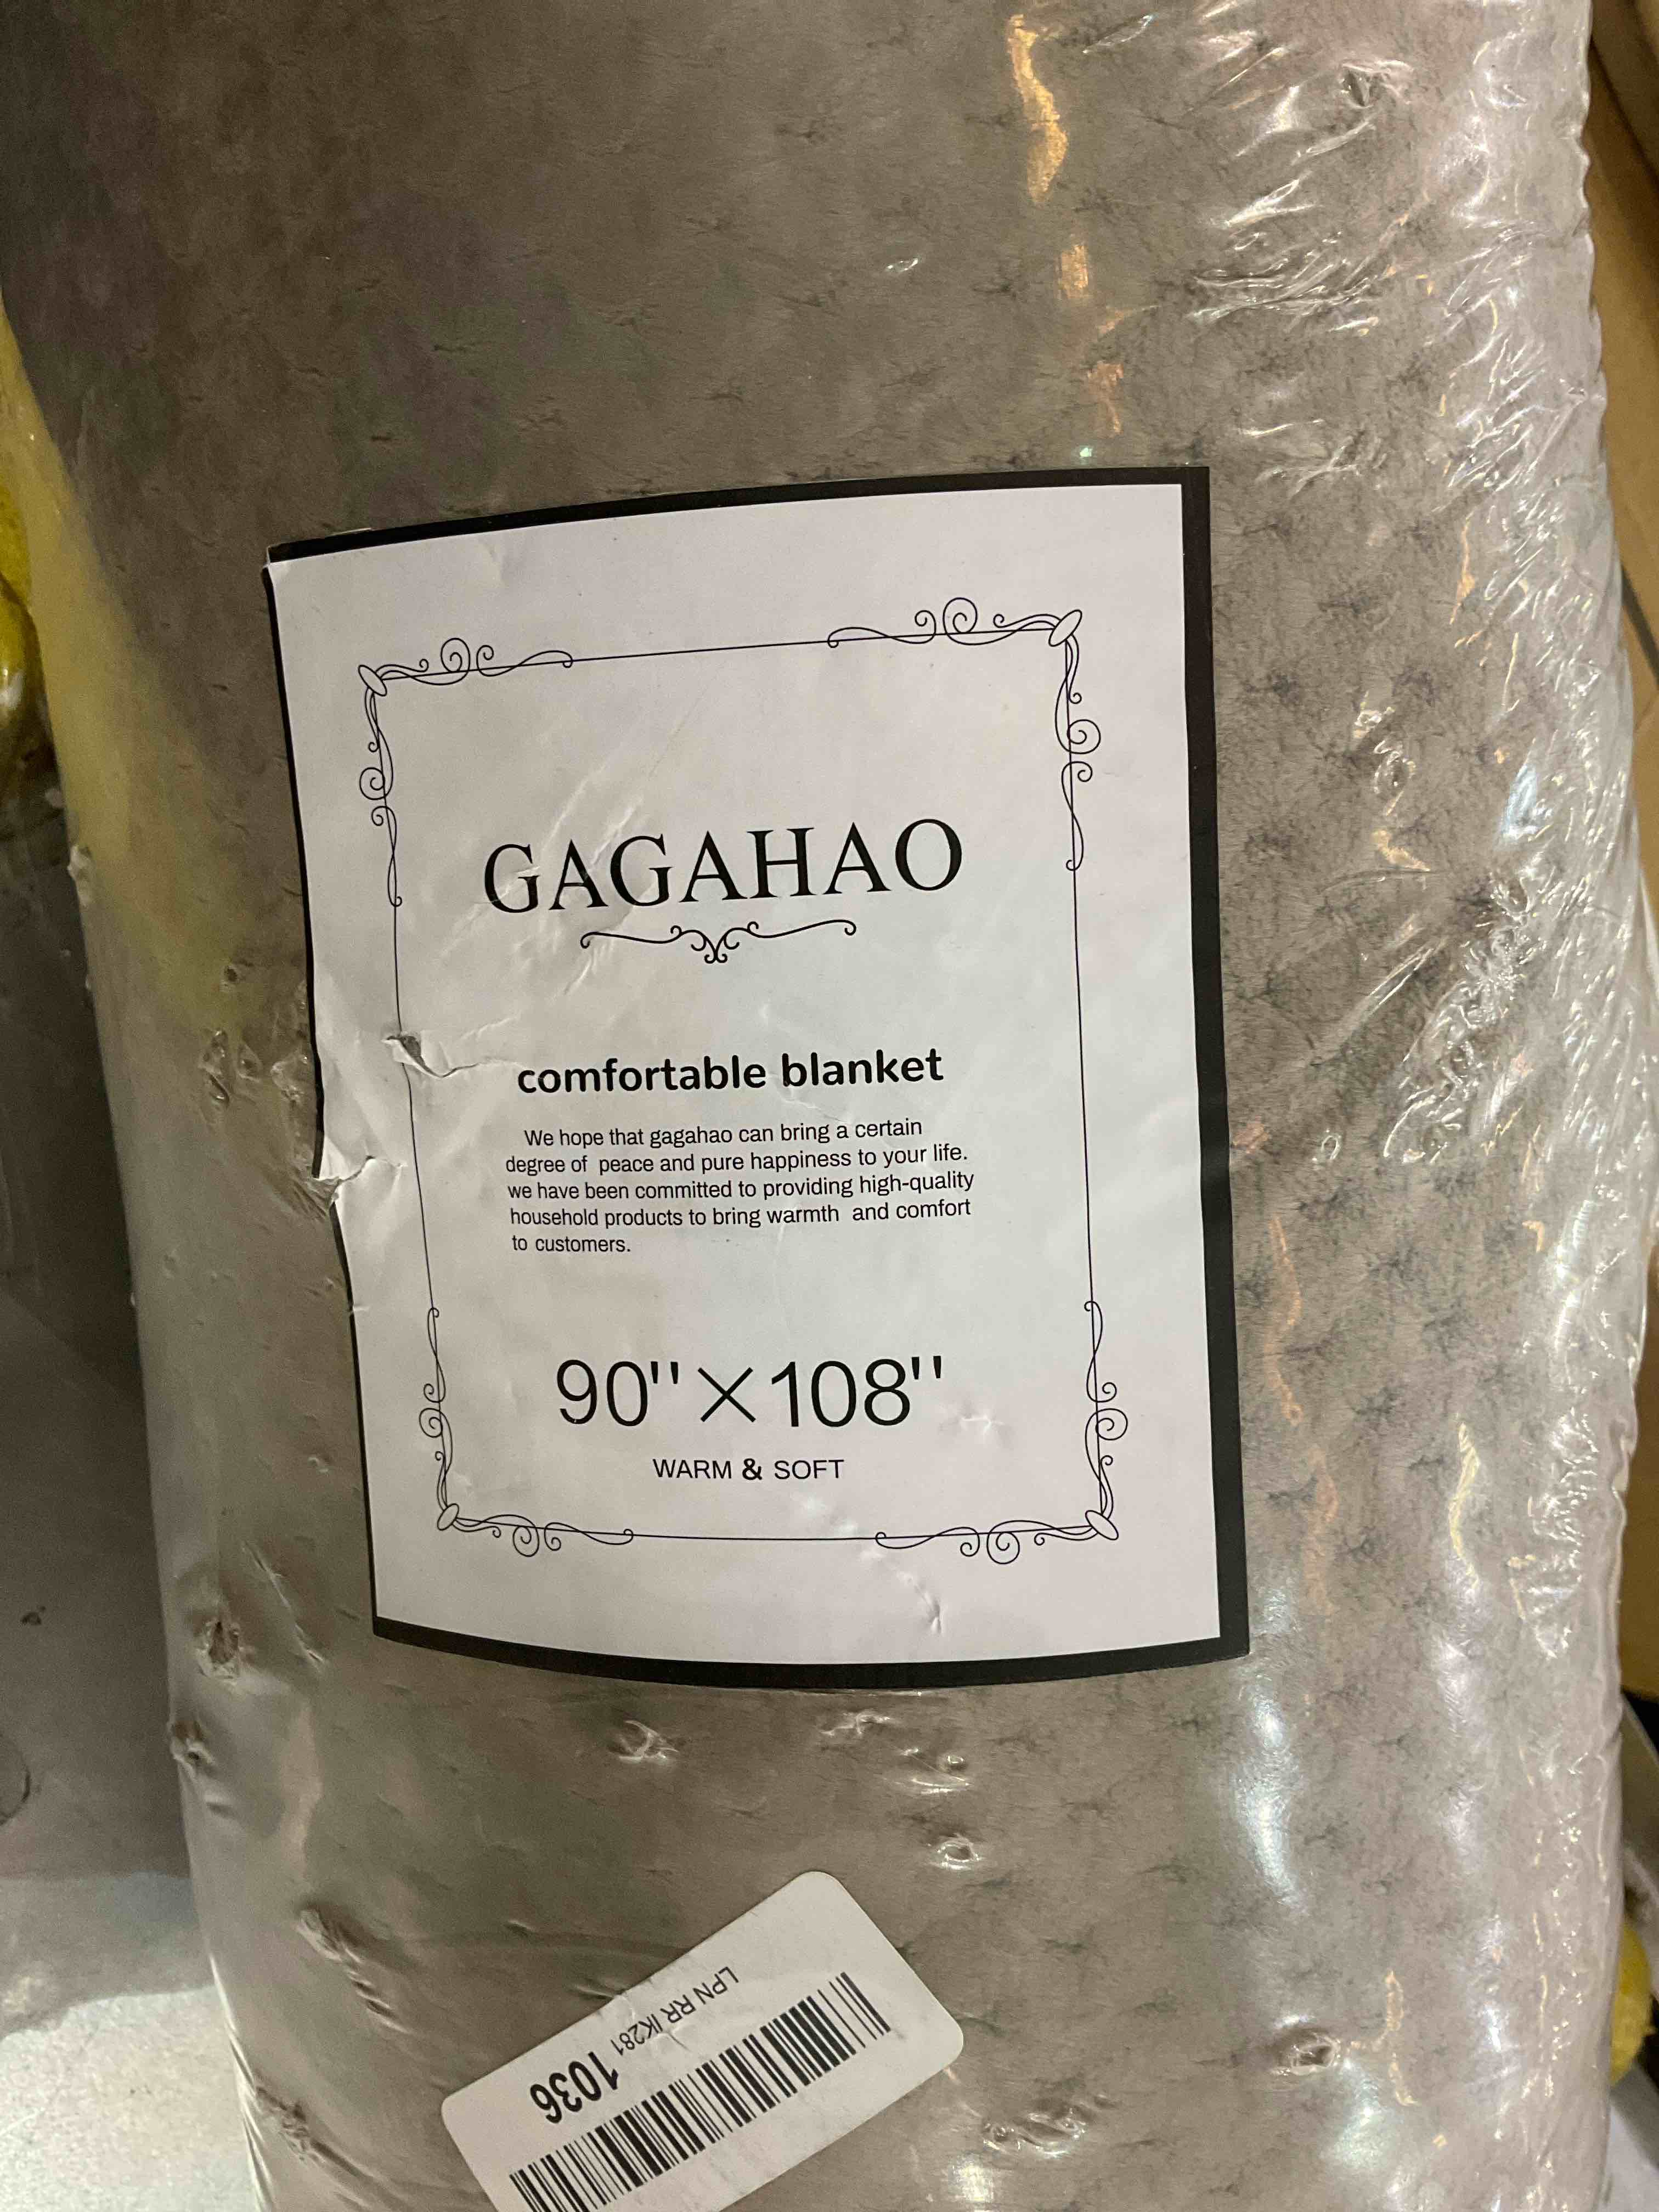 GAGAHAO
comfortable blanket
We hope that gagahao can bring a certain
degree of peace and pure happiness to your life.
we have been committed to providing high-quality
household products to bring warmth and comfort
to customers.
90"×108"
WARM & SOFT
LPN RR IK281 1036